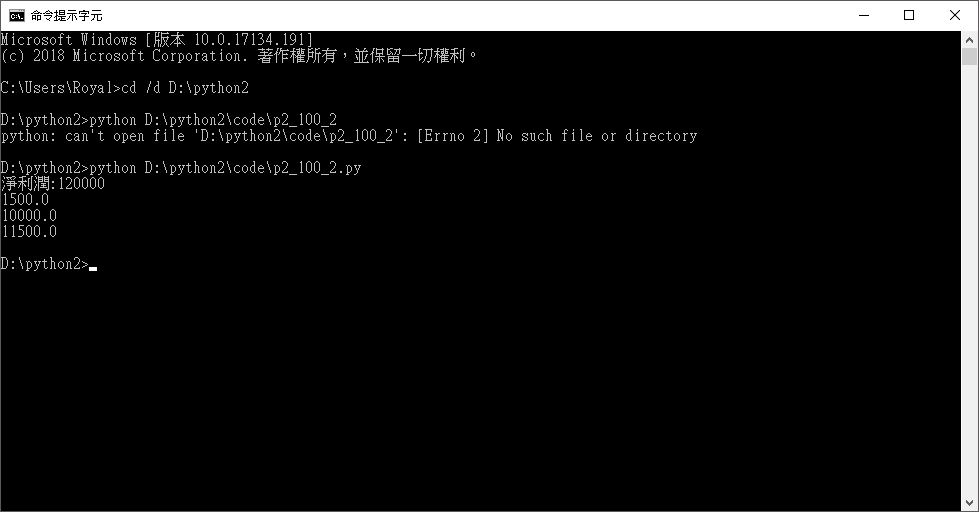 命令提示字元
Microsoft Windows [版本 10.0.17134.191]
(c) 2018 Microsoft Corporation. 著作權所有，並保留一切權利。
C:\Users\Royal>cd /d D:\python2
D:\python2>python D:\python2\code\p2_100_2
python: can't open file 'D:\python2\code\p2_100_2': [Errno 2] No such file or directory
D:\python2>python D:\python2\code\p2_100_2.py
淨利潤:120000
1500.0
10000.0
11500.0
D:\python2>